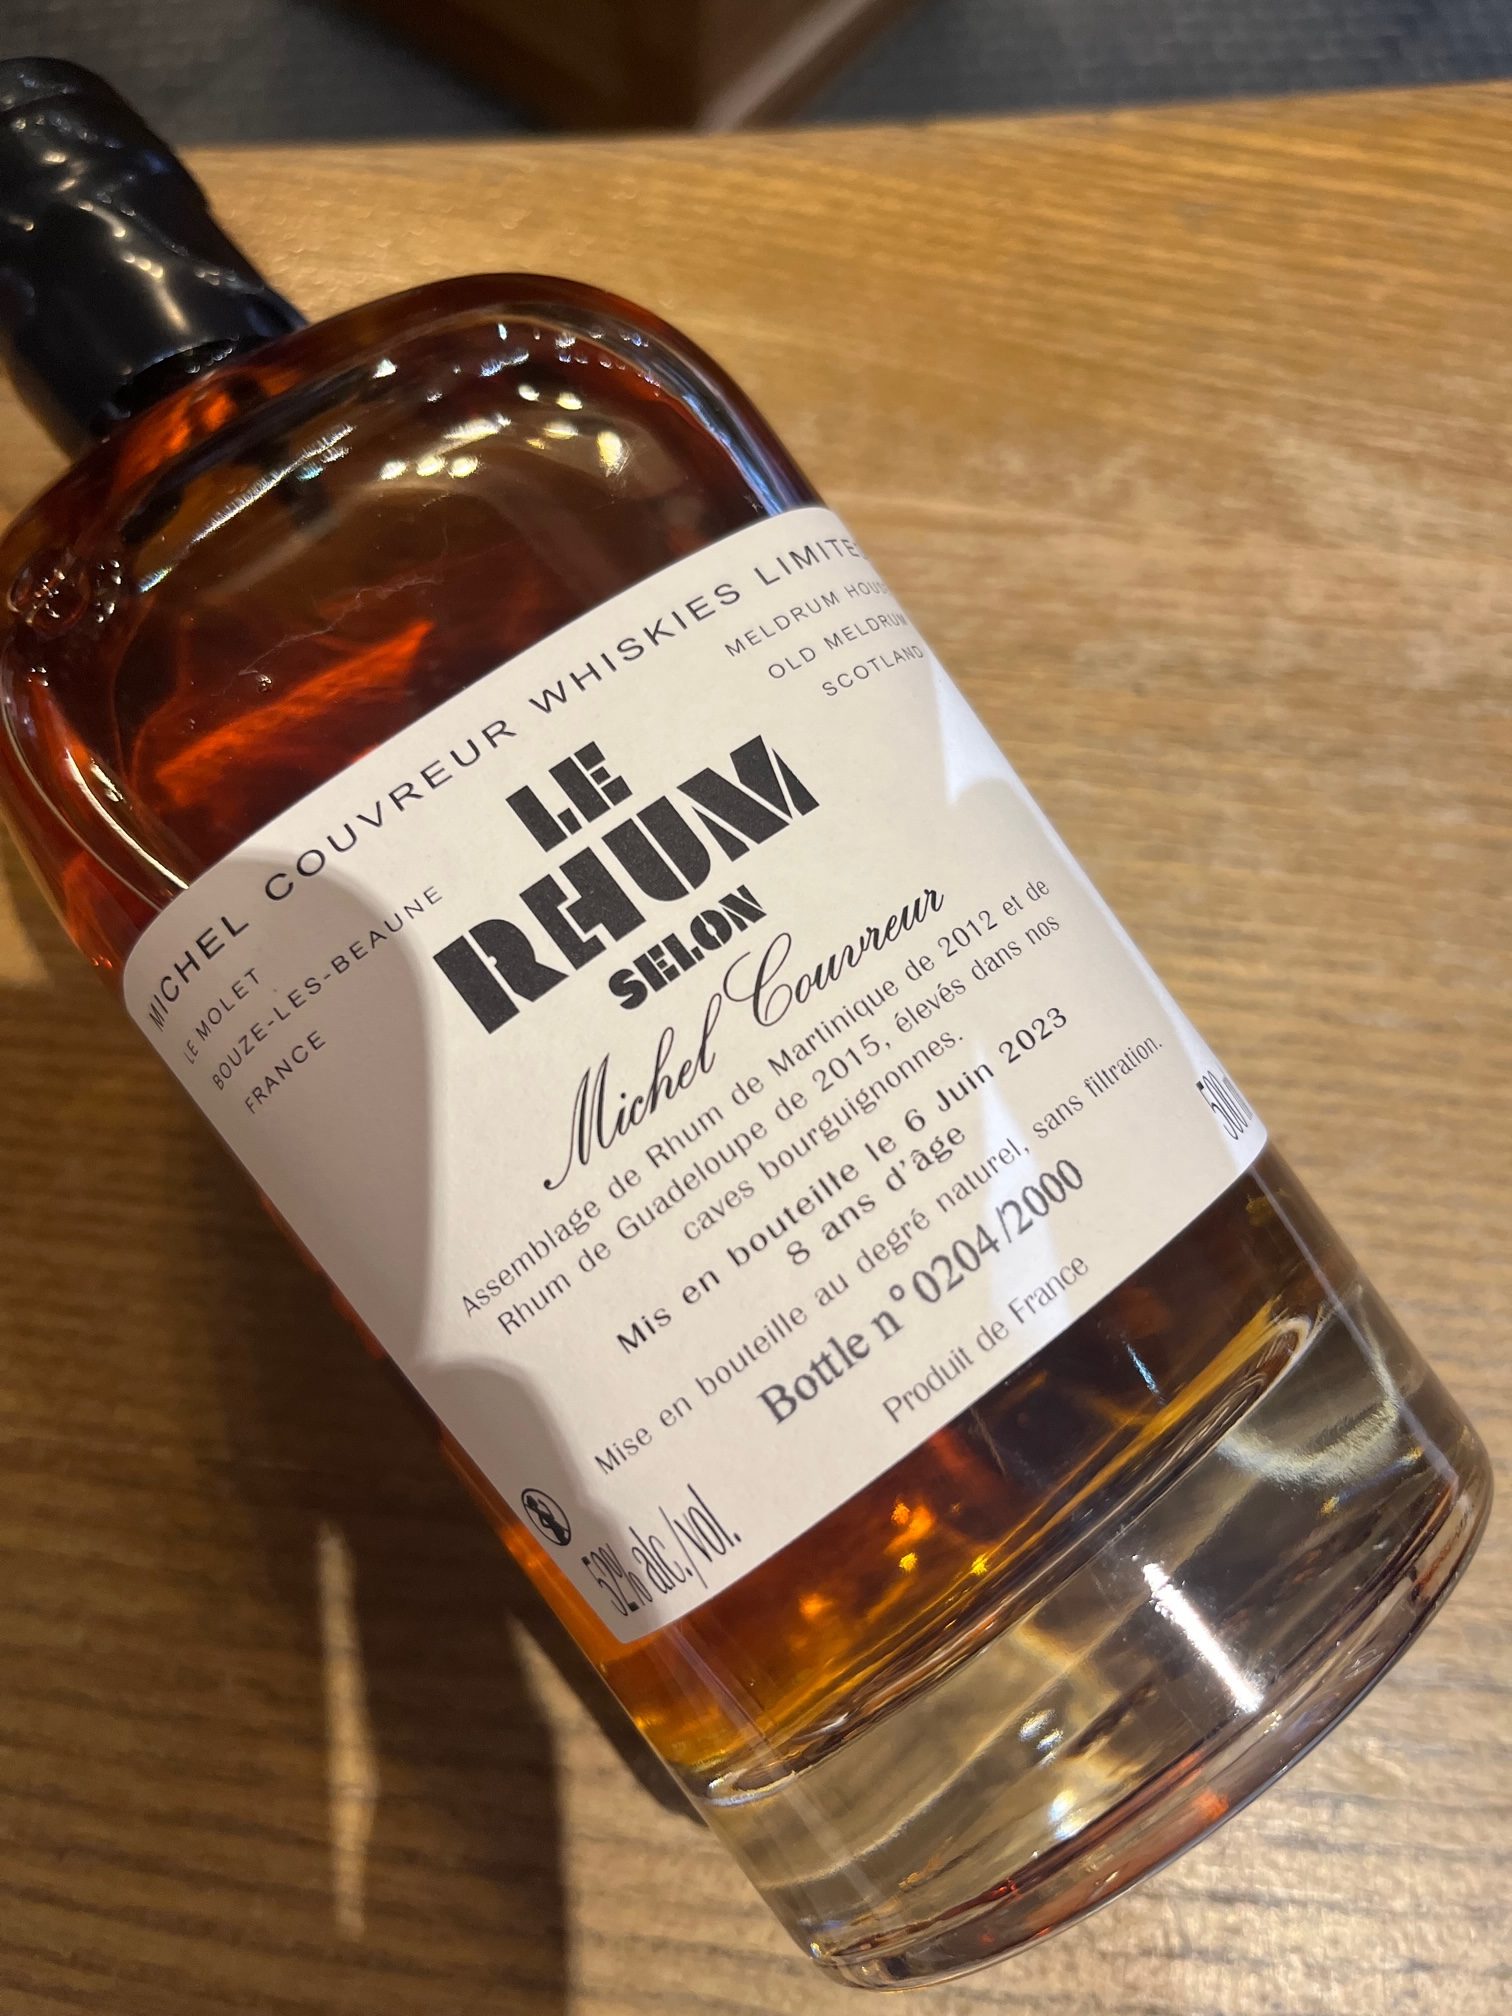 MICHEL COUVREUR WHISKIES LIMITED
LE MOLET
BOUZE-LES-BEAUNE
FRANCE
MELDRUM HOUSE
OLD MELDRUM
SCOTLAND
LE
RHUM
SELON
Michel Couvreur
Assemblage de Rhum de Martinique de 2012 et de
Rhum de Guadeloupe de 2015, élevés dans nos
caves bourguignonnes.
Mis en bouteille le 6 Juin 2023
8 ans d'âge
Mise en bouteille au degré naturel, sans filtration.
Bottle n°0204/2000
Produit de France
52% alc./vol.